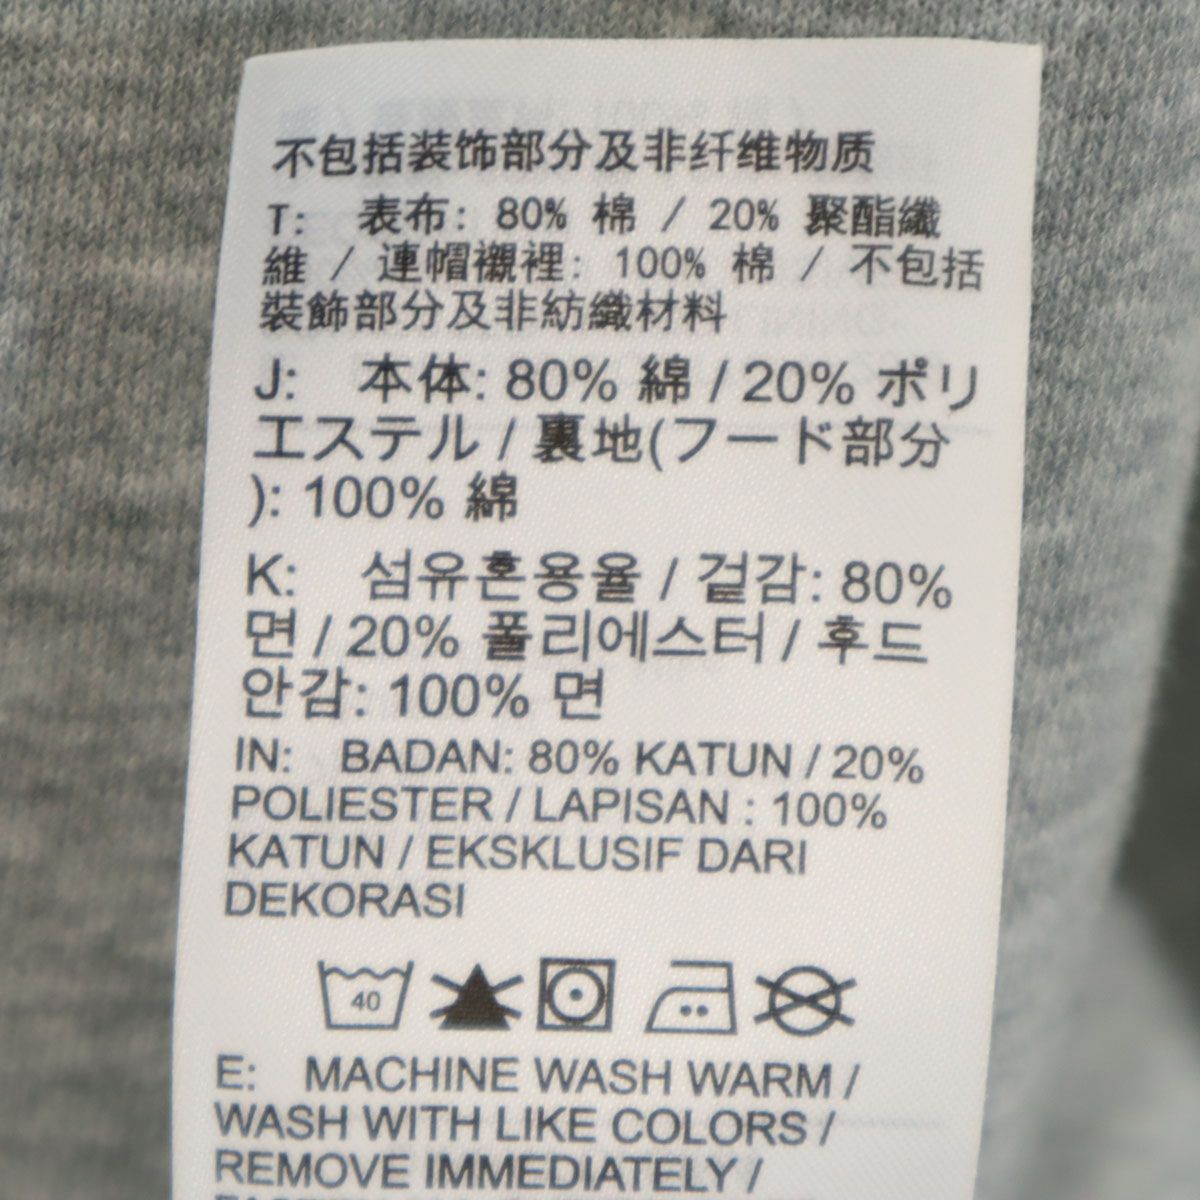 不包括装饰部分及非纤维物质
T: 表布: 80% 棉 / 20% 聚酯纖
維 / 連帽襯裡: 100% 棉 / 不包括
裝飾部分及非紡織材料
J: 本体: 80% 綿 / 20% ポリ
エステル / 裏地(フード部分
): 100% 綿
K: 섬유혼용율 / 겉감: 80%
면 / 20% 폴리에스터 / 후드
안감: 100% 면
IN: BADAN: 80% KATUN / 20%
POLIESTER / LAPISAN : 100%
KATUN / EKSKLUSIF DARI
DEKORASI
40
E: MACHINE WASH WARM /
WASH WITH LIKE COLORS /
REMOVE IMMEDIATELY /